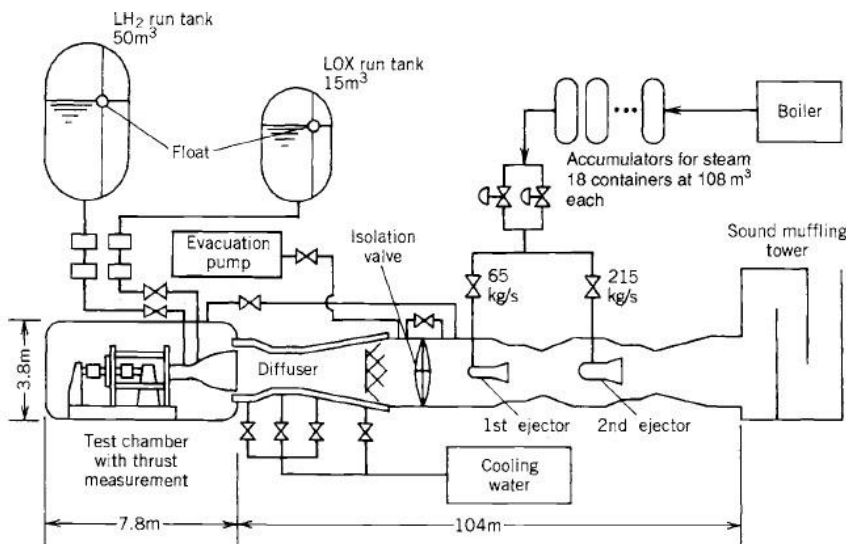 LH₂ run tank
50m³
LOX run tank
15m³
Float
Boiler
Accumulators for steam
18 containers at 108 m³
each
Evacuation
pump
Isolation
valve
Sound muffling
tower
65
kg/s
215
kg/s
3.8m
Diffuser
1st ejector
2nd ejector
Test chamber
with thrust
measurement
Cooling
water
7.8m
104m